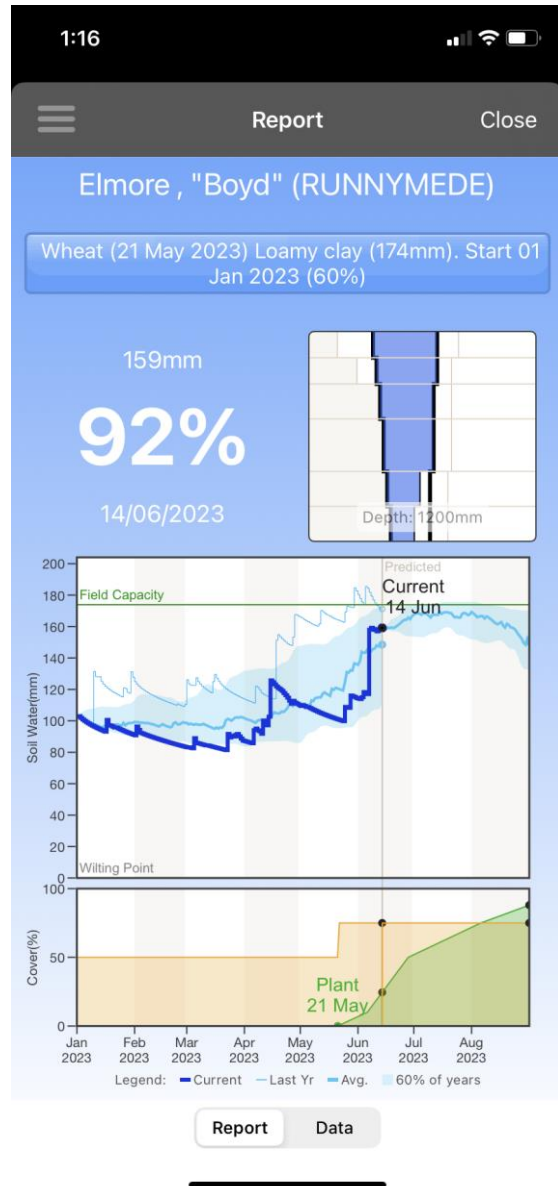 1:16
Report Close
Elmore , "Boyd" (RUNNYMEDE)
Wheat (21 May 2023) Loamy clay (174mm). Start 01
Jan 2023 (60%)
159mm
92%
14/06/2023
Depth: 1200mm
Predicted
Current
14 Jun
Field Capacity
200
180
160
140
120
100
80
60
40
20
0
Soil Water(mm)
Wilting Point
100
50
0
Cover(%)
Plant
21 May
Jan Feb Mar Apr May Jun Jul Aug
2023 2023 2023 2023 2023 2023 2023 2023
Legend: Current Last Yr Avg. 60% of years
Report Data